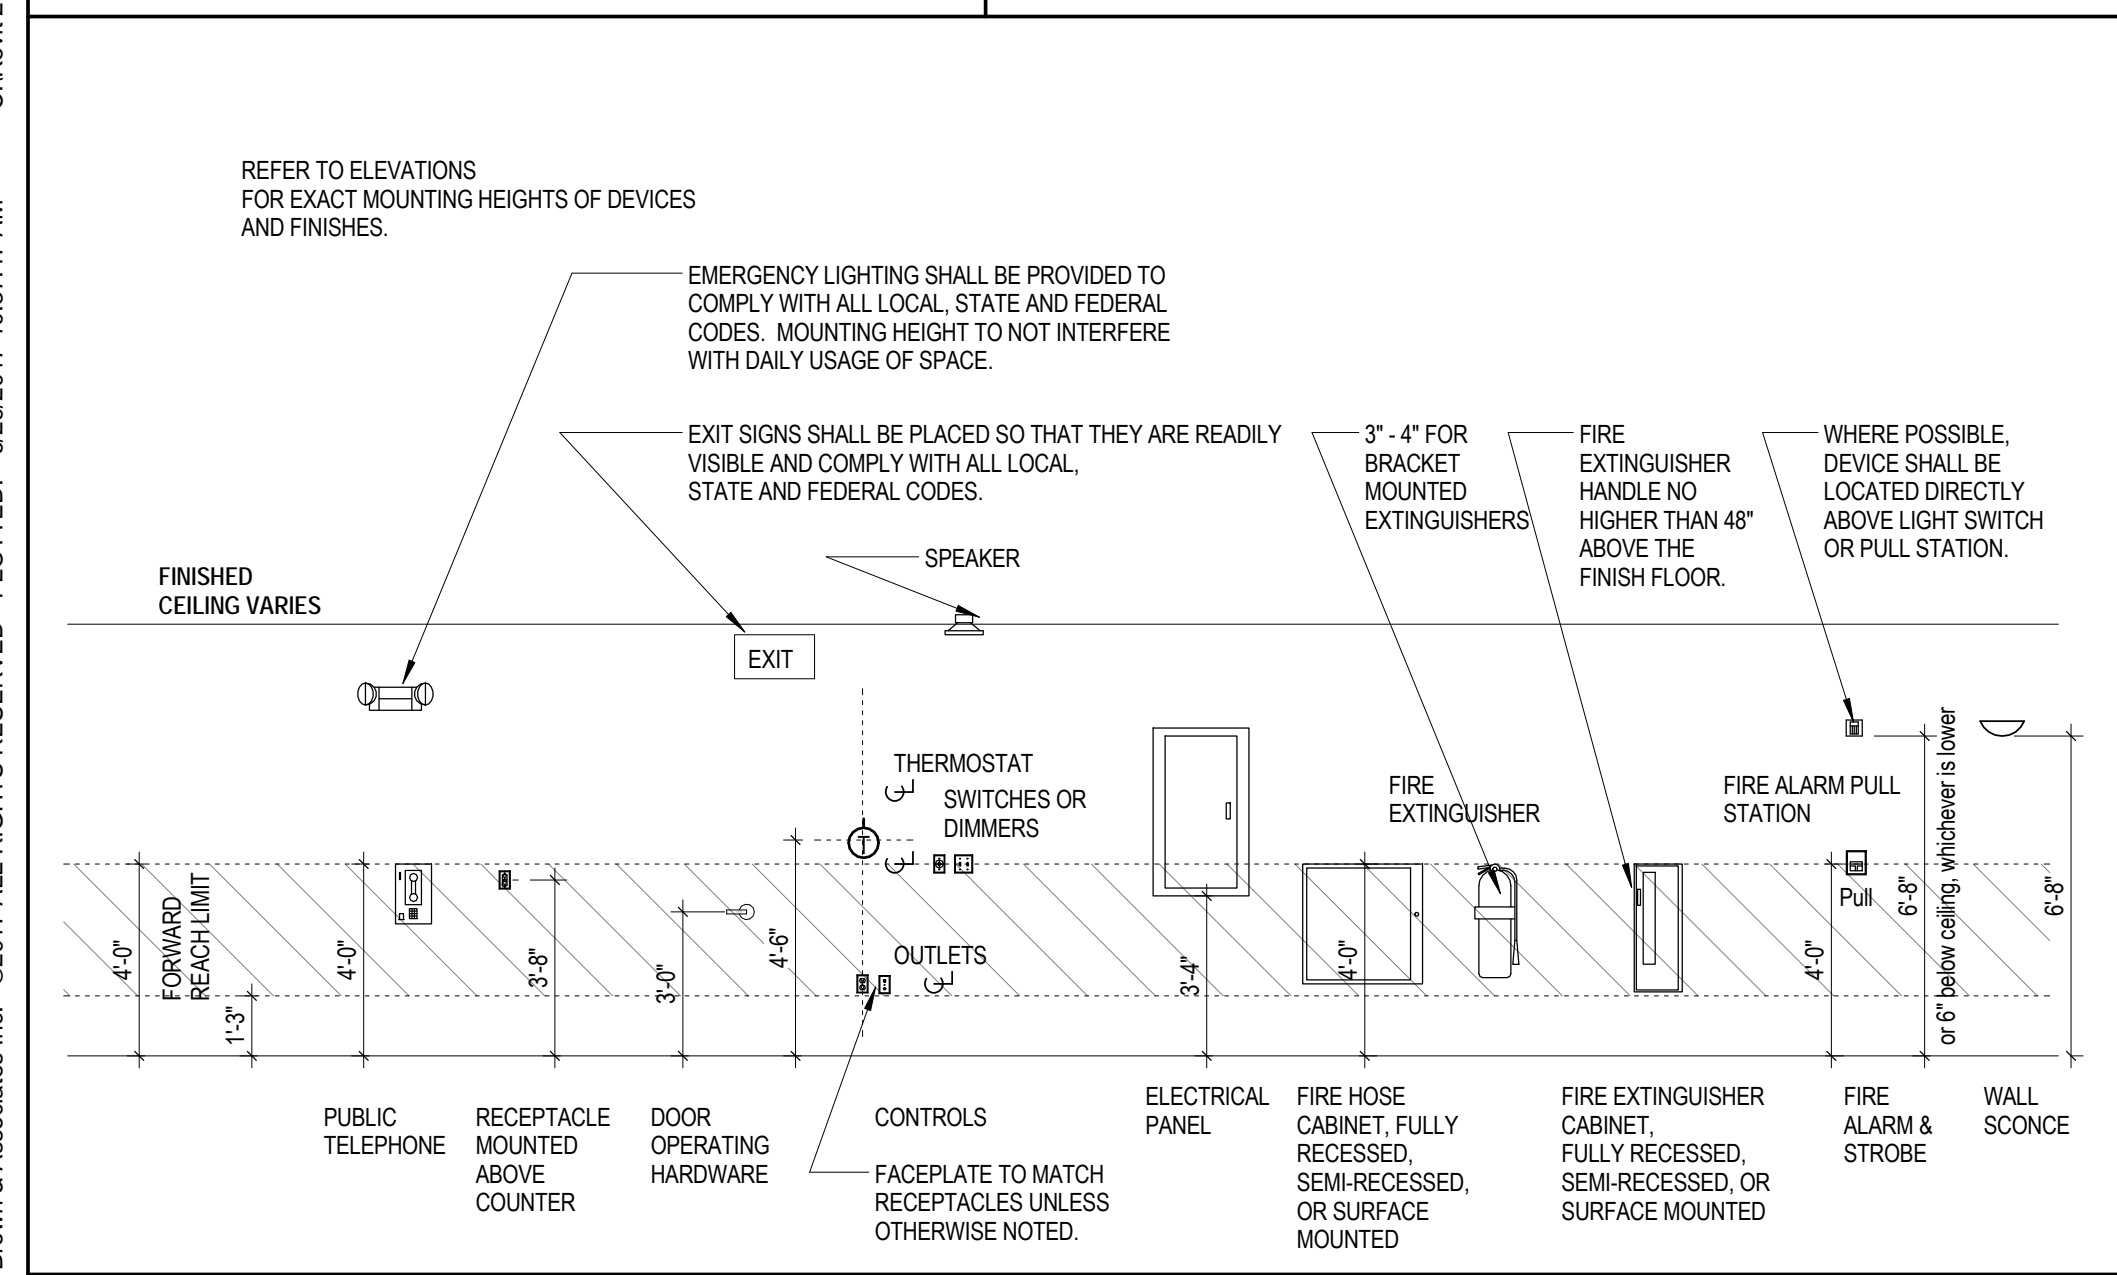 REFER TO ELEVATIONS
FOR EXACT MOUNTING HEIGHTS OF DEVICES
AND FINISHES.
EMERGENCY LIGHTING SHALL BE PROVIDED TO
COMPLY WITH ALL LOCAL, STATE AND FEDERAL
CODES.  MOUNTING HEIGHT TO NOT INTERFERE
WITH DAILY USAGE OF SPACE.
EXIT SIGNS SHALL BE PLACED SO THAT THEY ARE READILY
VISIBLE AND COMPLY WITH ALL LOCAL,
STATE AND FEDERAL CODES.
3" - 4" FOR
BRACKET
MOUNTED
EXTINGUISHERS
FIRE
EXTINGUISHER
HANDLE NO
HIGHER THAN 48"
ABOVE THE
FINISH FLOOR.
WHERE POSSIBLE,
DEVICE SHALL BE
LOCATED DIRECTLY
ABOVE LIGHT SWITCH
OR PULL STATION.
SPEAKER
FINISHED
CEILING VARIES
EXIT
THERMOSTAT
SWITCHES OR
DIMMERS
T
FIRE
EXTINGUISHER
FIRE ALARM PULL
STATION
Pull
OUTLETS
4'-0"
FORWARD
REACH LIMIT
1'-3"
4'-0"
3'-8"
3'-0"
4'-6"
3'-4"
4'-0"
4'-0"
6'-8"
or 6" below ceiling, whichever is lower
6'-8"
PUBLIC
TELEPHONE
RECEPTACLE
MOUNTED
ABOVE
COUNTER
DOOR
OPERATING
HARDWARE
CONTROLS
FACEPLATE TO MATCH
RECEPTACLES UNLESS
OTHERWISE NOTED.
ELECTRICAL
PANEL
FIRE HOSE
CABINET, FULLY
RECESSED,
SEMI-RECESSED,
OR SURFACE
MOUNTED
FIRE EXTINGUISHER
CABINET,
FULLY RECESSED,
SEMI-RECESSED, OR
SURFACE MOUNTED
FIRE
ALARM &
STROBE
WALL
SCONCE